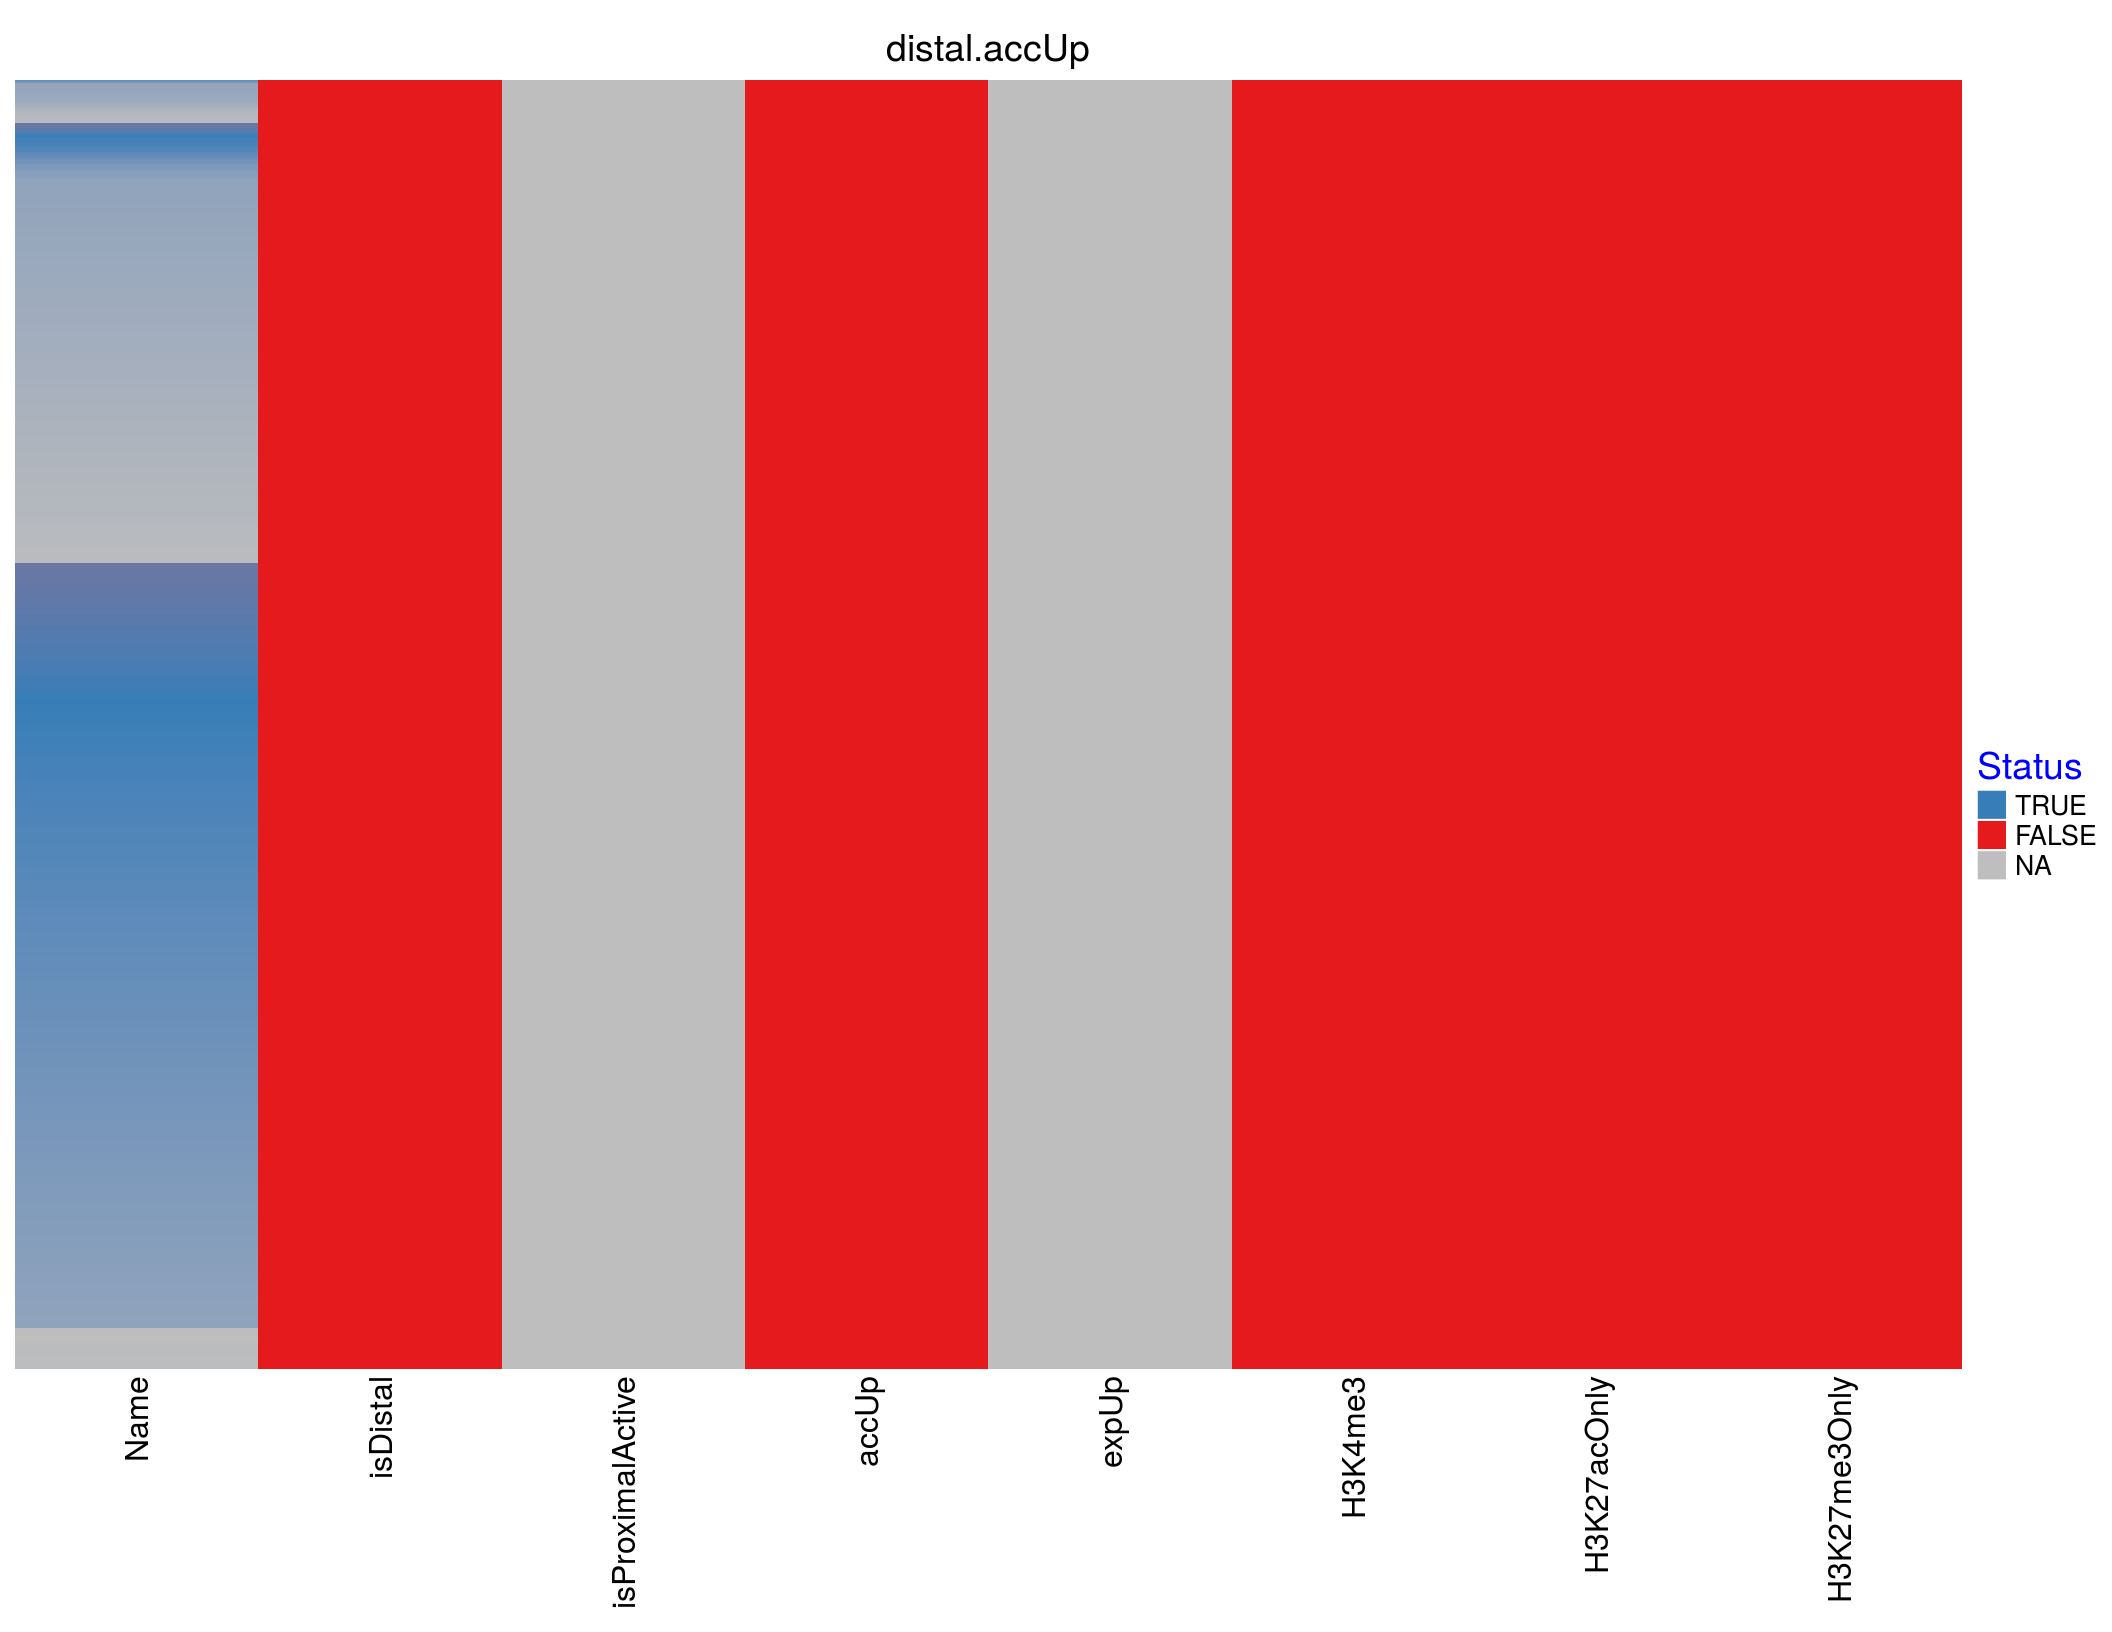 distal.accUp
Status
TRUE
FALSE
NA
Name
isDistal
isProximalActive
accUp
expUp
H3K4me3
H3K27acOnly
H3K27me3Only